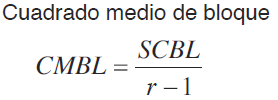 Cuadrado medio de bloque
CMBL = SCBL / r − 1